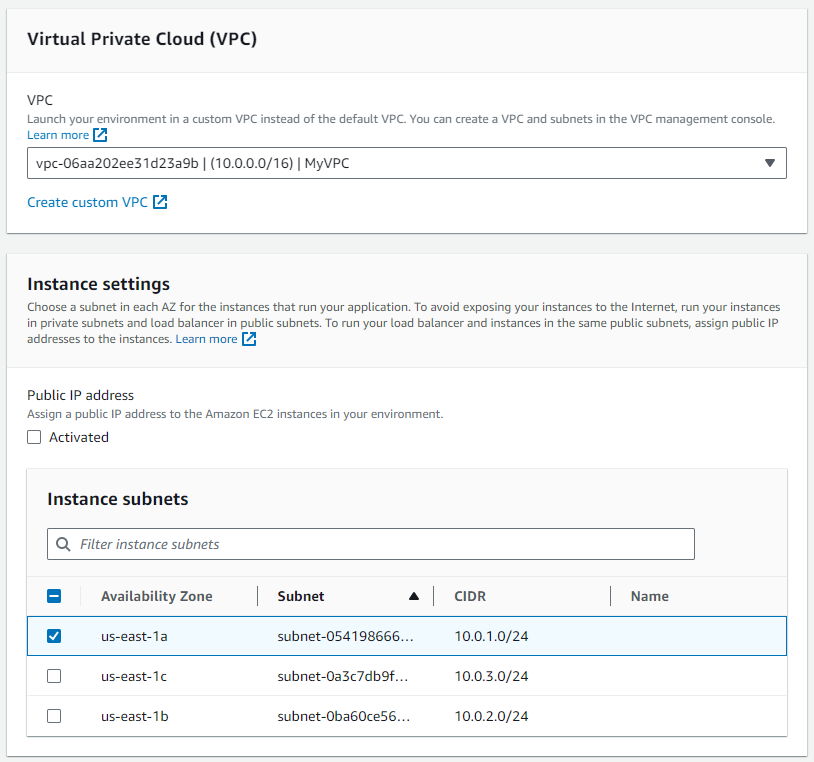 Virtual Private Cloud (VPC)
VPC
Launch your environment in a custom VPC instead of the default VPC. You can create a VPC and subnets in the VPC management console.
Learn more
vpc-06aa202ee31d23a9b | (10.0.0.0/16) | MyVPC
Create custom VPC
Instance settings
Choose a subnet in each AZ for the instances that run your application. To avoid exposing your instances to the Internet, run your instances
in private subnets and load balancer in public subnets. To run your load balancer and instances in the same public subnets, assign public IP
addresses to the instances. Learn more
Public IP address
Assign a public IP address to the Amazon EC2 instances in your environment.
Activated
Instance subnets
Filter instance subnets
Availability Zone Subnet CIDR Name
us-east-1a subnet-054198666... 10.0.1.0/24
us-east-1c subnet-0a3c7db9f... 10.0.3.0/24
us-east-1b subnet-0ba60ce56... 10.0.2.0/24